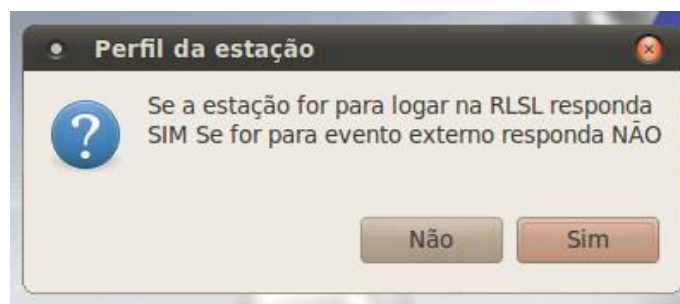 Perfil da estação
Se a estação for para logar na RLSL responda
SIM Se for para evento externo responda NÃO
Não
Sim